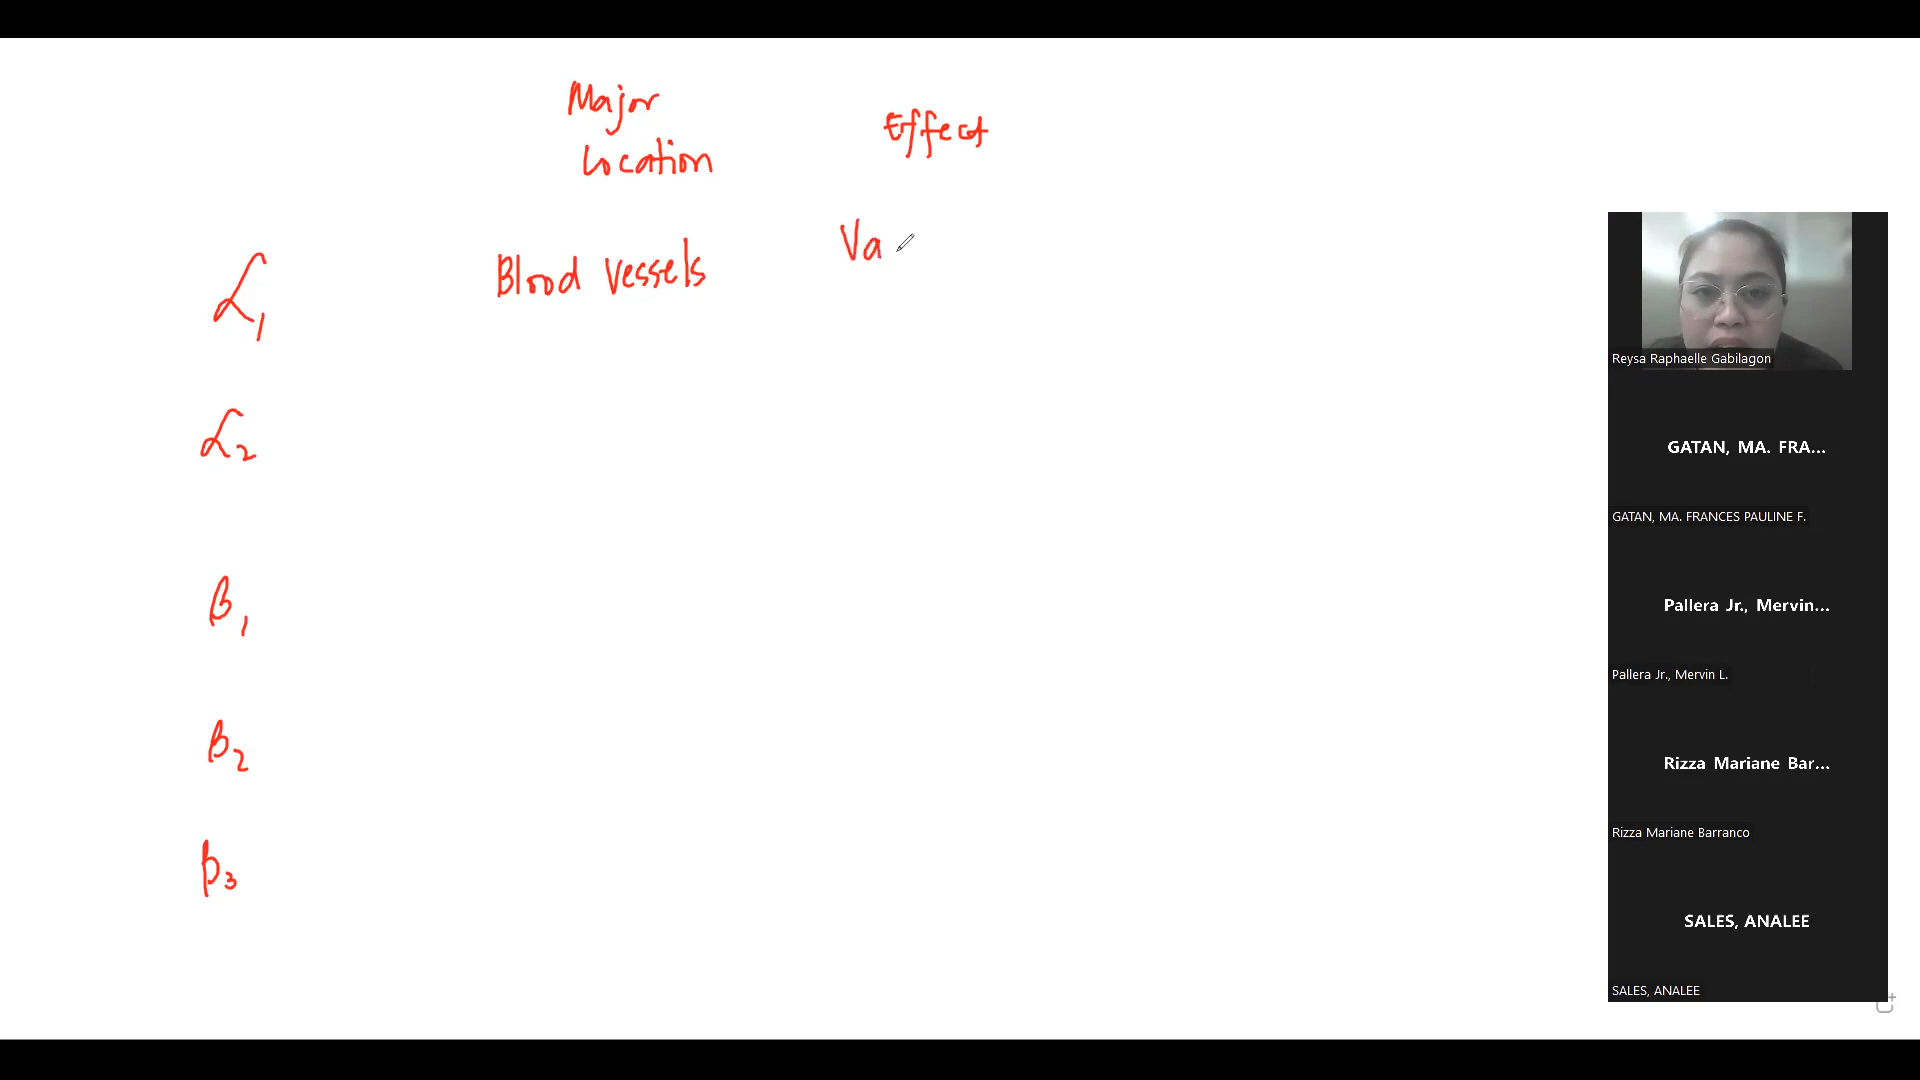 Major
Location
Effect
α1
Blood Vessels
Va
α2
β1
β2
β3
Reysa Raphaelle Gabilagon
GATAN, MA. FRA...
GATAN, MA. FRANCES PAULINE F.
Pallera Jr., Mervin...
Pallera Jr., Mervin L.
Rizza Mariane Bar...
Rizza Mariane Barranco
SALES, ANALEE
SALES, ANALEE